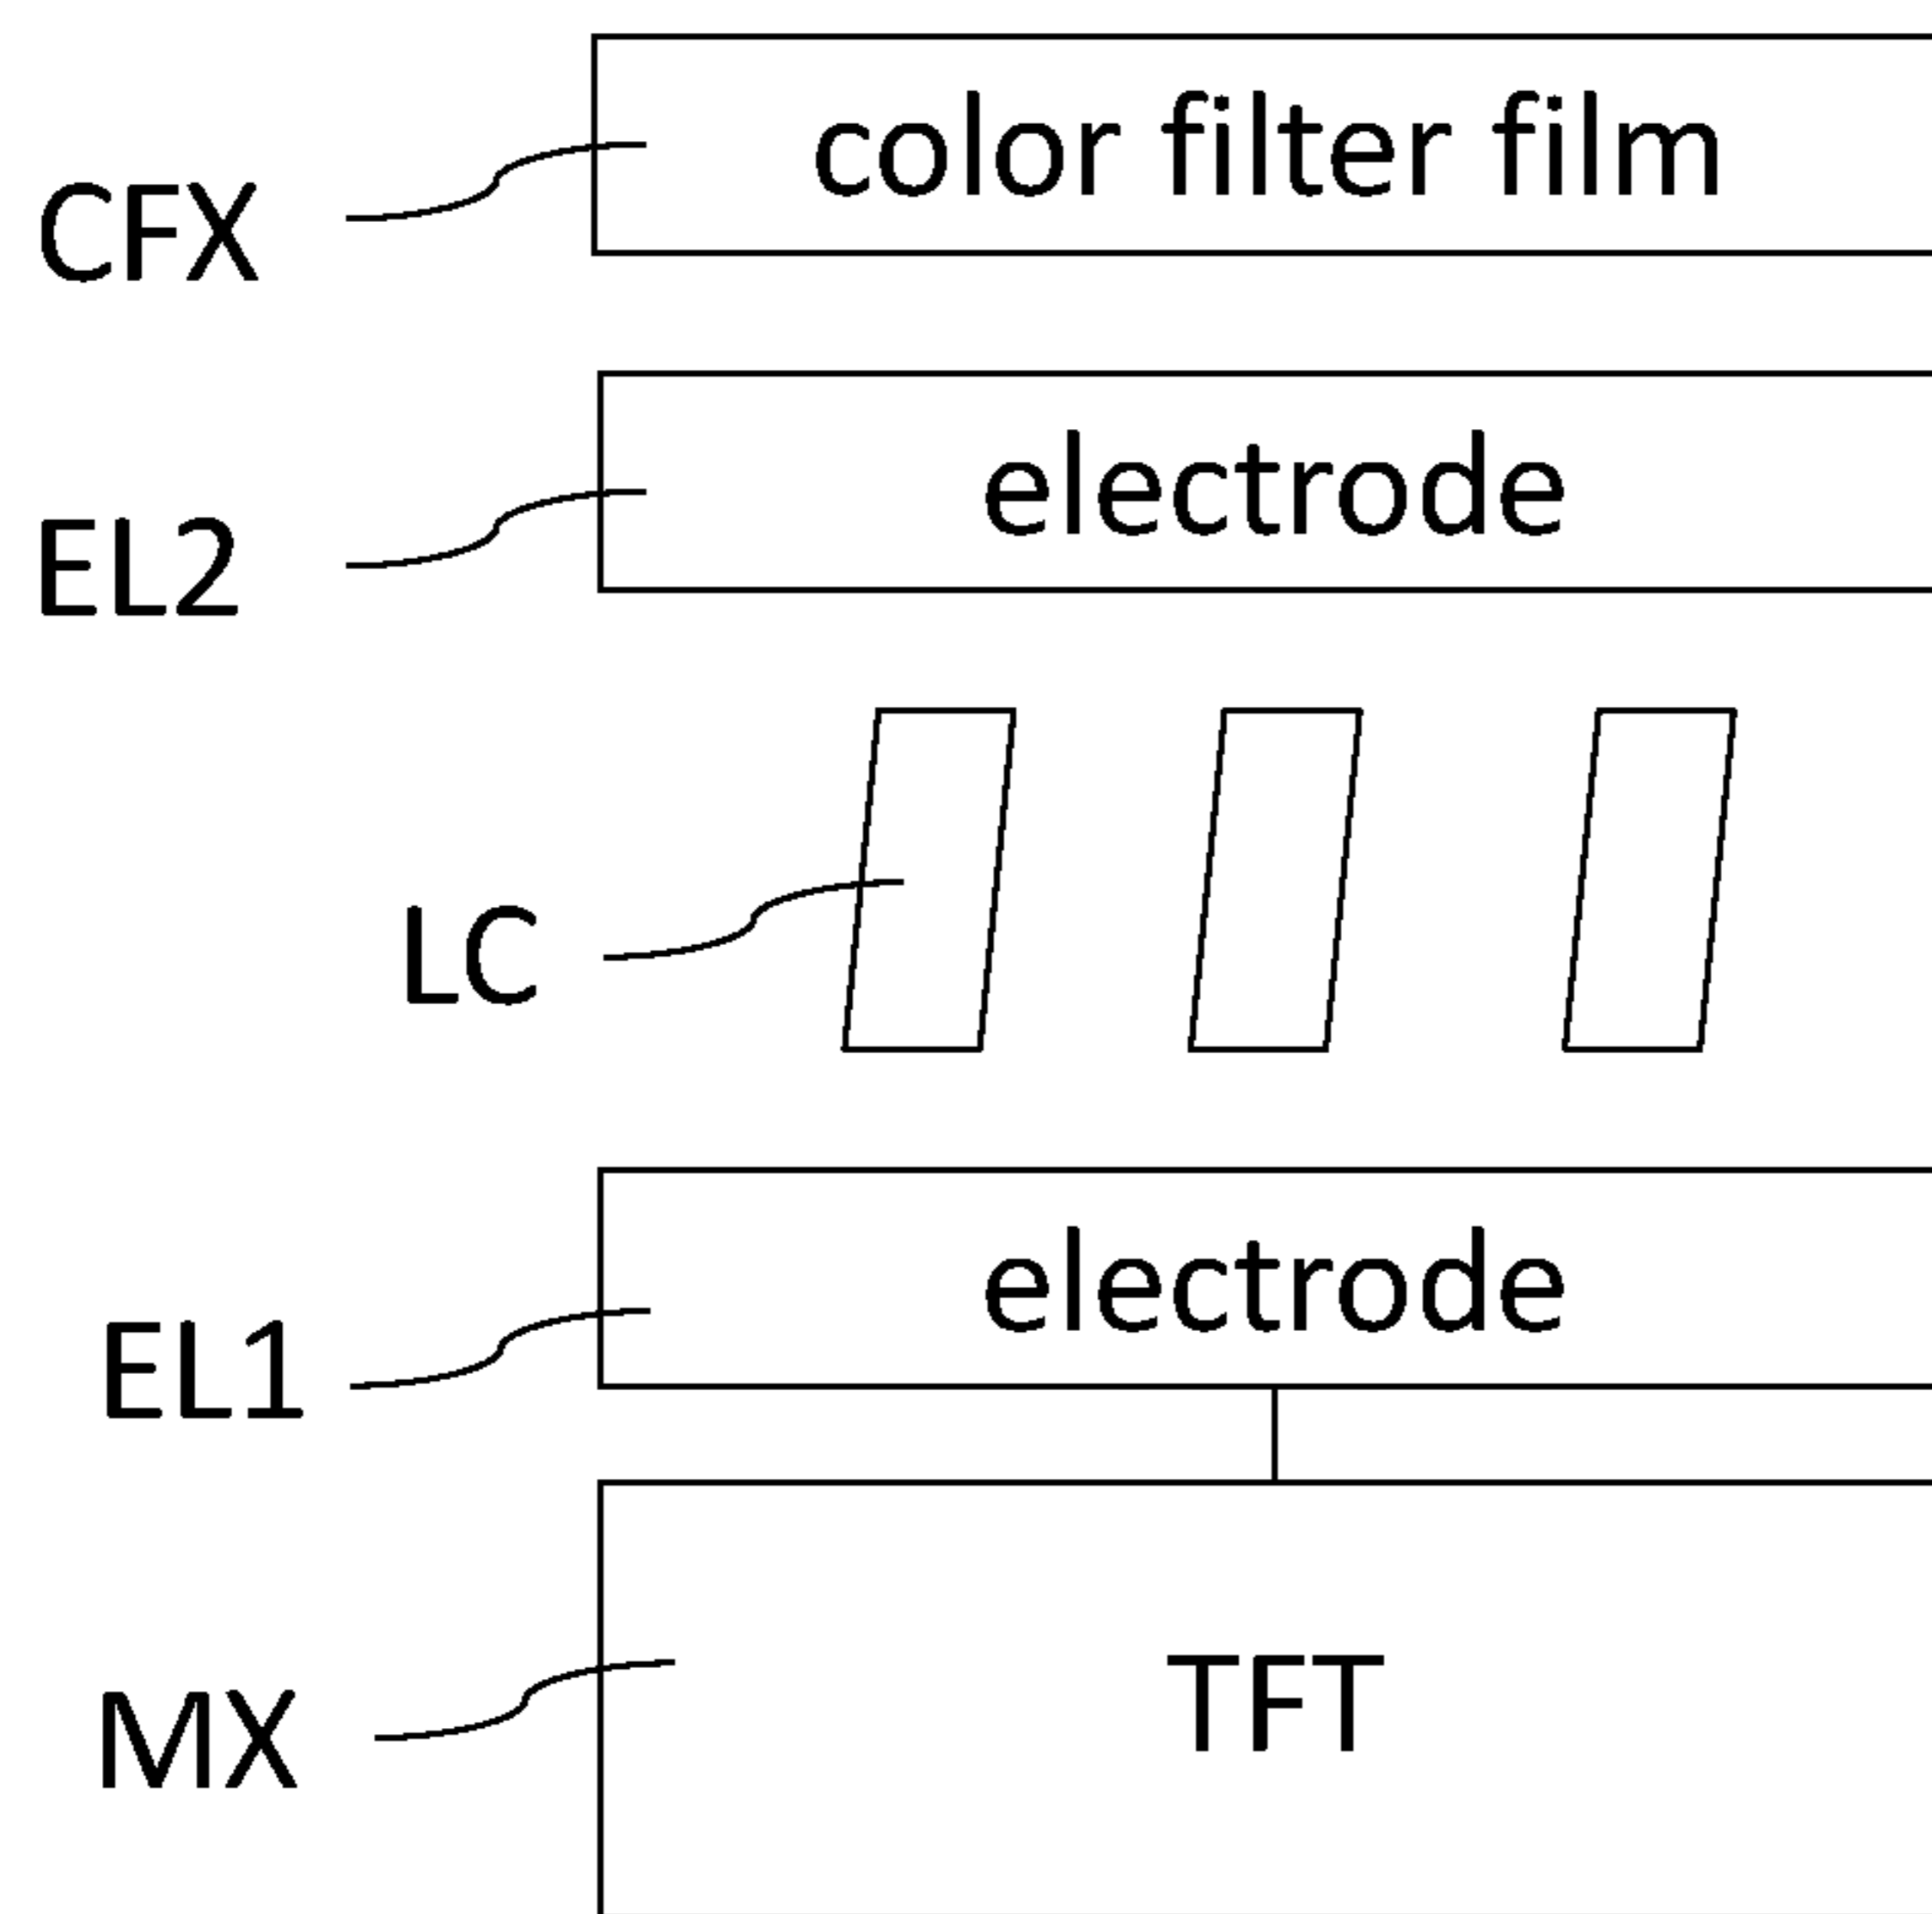 color filter film
CFX
electrode
EL2
LC
electrode
EL1
TFT
MX